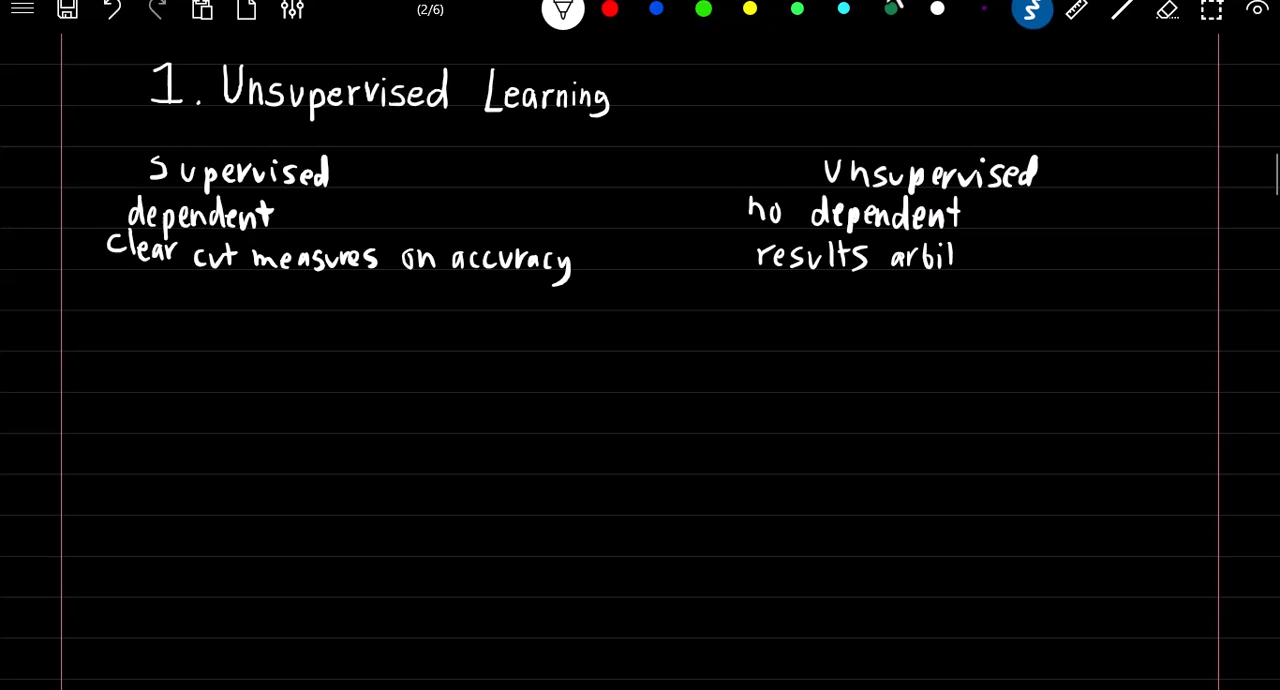 (2/6)
1. Unsupervised Learning
Supervised
Unsupervised
dependent
no dependent
clear cut measures on accuracy
results arbil